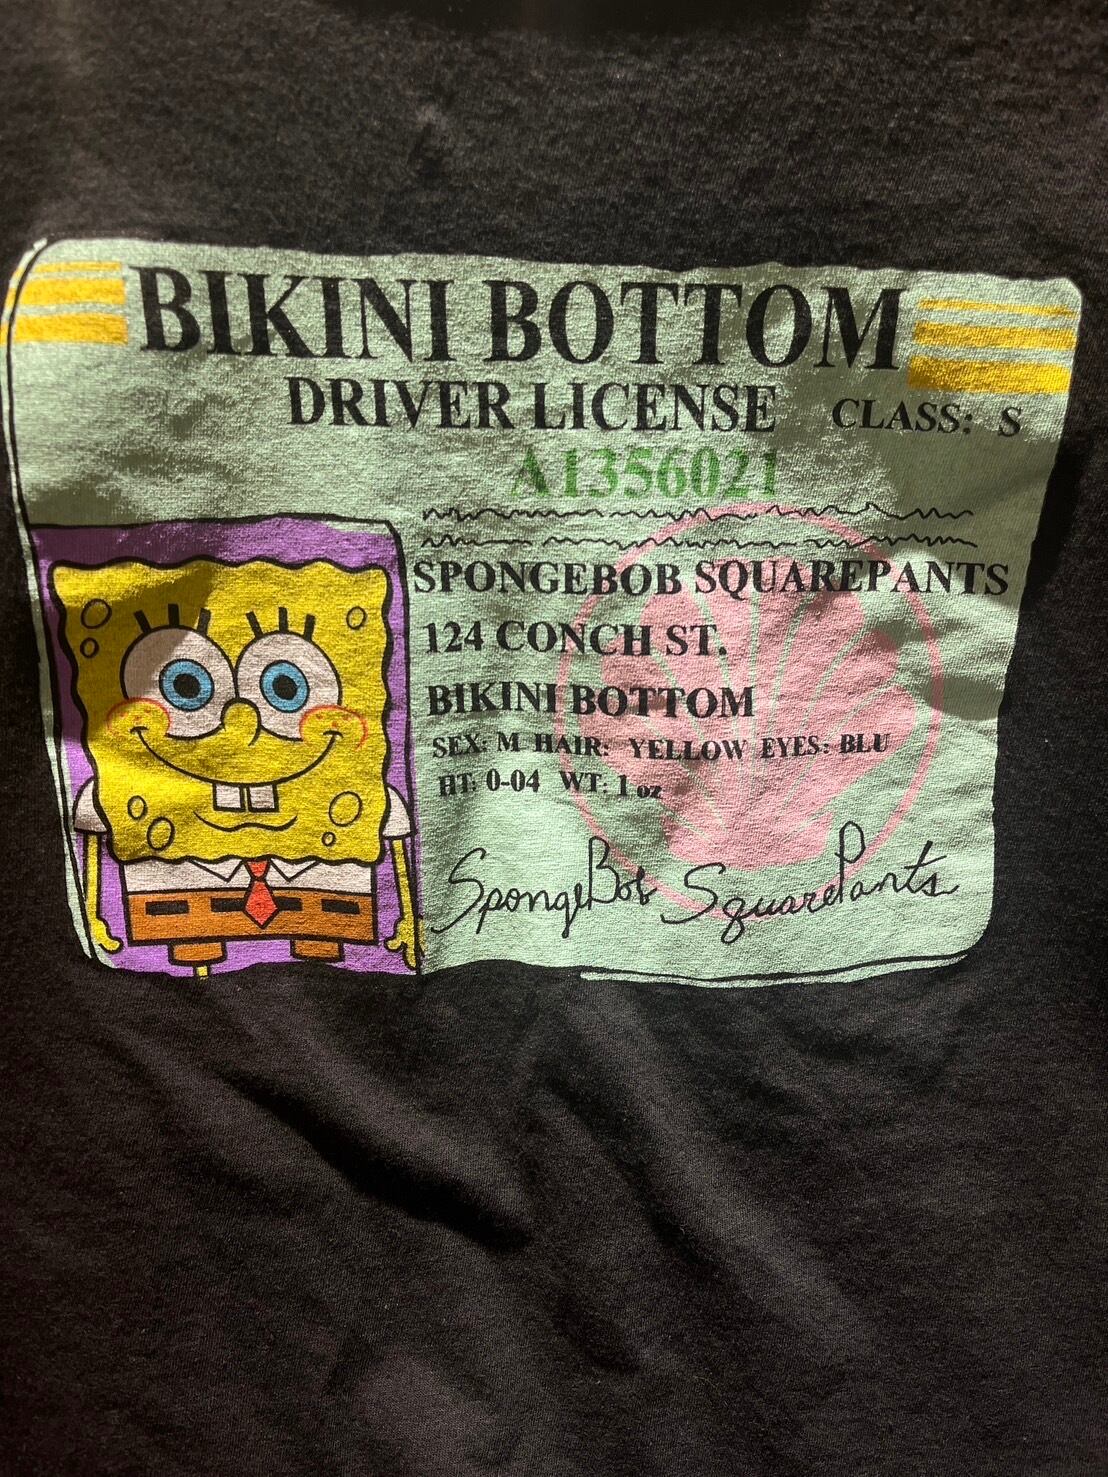 BIKINI BOTTOM
DRIVER LICENSE CLASS: S
A1356021
SPONGEBOB SQUAREPANTS
124 CONCH ST.
BIKINI BOTTOM
SEX: M HAIR: YELLOW EYES: BLU
HT: 0-04 WT: 1 oz
SpongeBob SquarePants